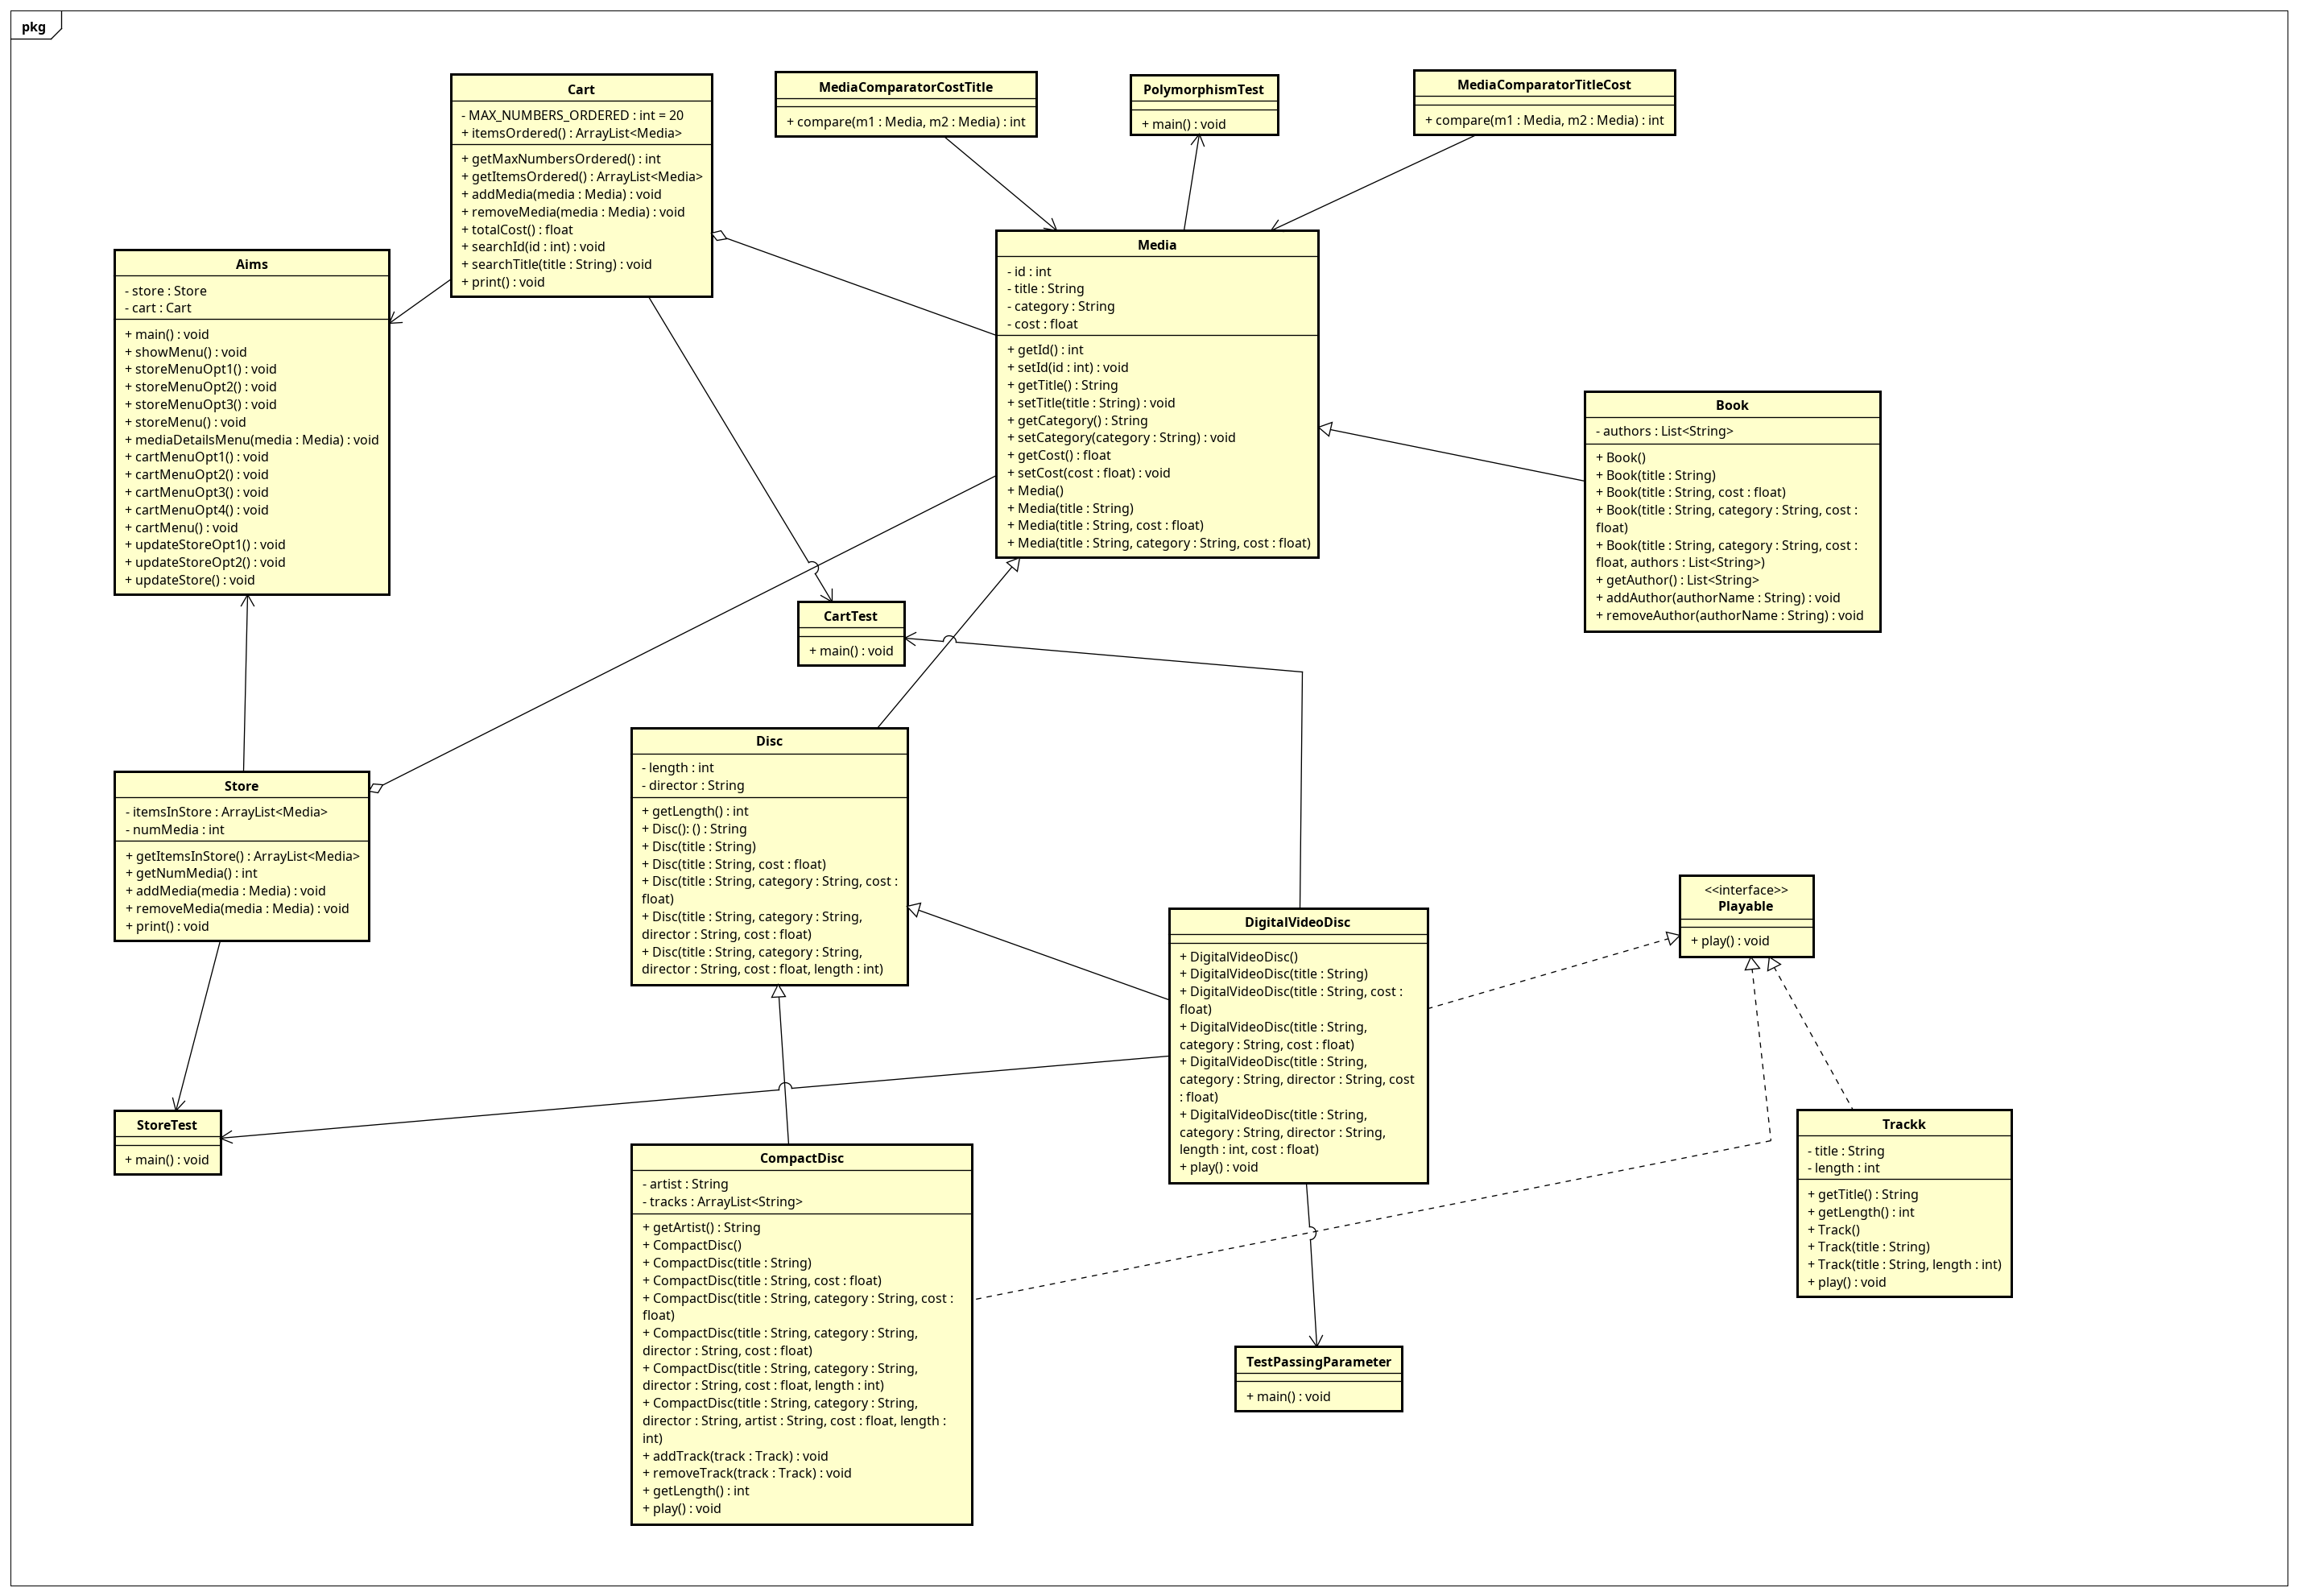 pkg
Cart
- MAX_NUMBERS_ORDERED : int = 20
+ itemsOrdered() : ArrayList<Media>
+ getMaxNumbersOrdered() : int
+ getItemsOrdered() : ArrayList<Media>
+ addMedia(media : Media) : void
+ removeMedia(media : Media) : void
+ totalCost() : float
+ searchId(id : int) : void
+ searchTitle(title : String) : void
+ print() : void
MediaComparatorCostTitle
+ compare(m1 : Media, m2 : Media) : int
PolymorphismTest
+ main() : void
MediaComparatorTitleCost
+ compare(m1 : Media, m2 : Media) : int
Aims
- store : Store
- cart : Cart
+ main() : void
+ showMenu() : void
+ storeMenuOpt1() : void
+ storeMenuOpt2() : void
+ storeMenuOpt3() : void
+ storeMenu() : void
+ mediaDetailsMenu(media : Media) : void
+ cartMenuOpt1() : void
+ cartMenuOpt2() : void
+ cartMenuOpt3() : void
+ cartMenuOpt4() : void
+ cartMenu() : void
+ updateStoreOpt1() : void
+ updateStoreOpt2() : void
+ updateStore() : void
Media
- id : int
- title : String
- category : String
- cost : float
+ getId() : int
+ setId(id : int) : void
+ getTitle() : String
+ setTitle(title : String) : void
+ getCategory() : String
+ setCategory(category : String) : void
+ getCost() : float
+ setCost(cost : float) : void
+ Media()
+ Media(title : String)
+ Media(title : String, cost : float)
+ Media(title : String, category : String, cost : float)
Book
- authors : List<String>
+ Book()
+ Book(title : String)
+ Book(title : String, cost : float)
+ Book(title : String, category : String, cost :
float)
+ Book(title : String, category : String, cost :
float, authors : List<String>)
+ getAuthor() : List<String>
+ addAuthor(authorName : String) : void
+ removeAuthor(authorName : String) : void
CartTest
+ main() : void
Disc
- length : int
- director : String
+ getLength() : int
+ Disc(): () : String
+ Disc(title : String)
+ Disc(title : String, cost : float)
+ Disc(title : String, category : String, cost :
float)
+ Disc(title : String, category : String,
director : String, cost : float)
+ Disc(title : String, category : String,
director : String, cost : float, length : int)
Store
- itemsInStore : ArrayList<Media>
- numMedia : int
+ getItemsInStore() : ArrayList<Media>
+ getNumMedia() : int
+ addMedia(media : Media) : void
+ removeMedia(media : Media) : void
+ print() : void
DigitalVideoDisc
+ DigitalVideoDisc()
+ DigitalVideoDisc(title : String)
+ DigitalVideoDisc(title : String, cost :
float)
+ DigitalVideoDisc(title : String,
category : String, cost : float)
+ DigitalVideoDisc(title : String,
category : String, director : String, cost
: float)
+ DigitalVideoDisc(title : String,
category : String, director : String,
length : int, cost : float)
+ play() : void
<<interface>>
Playable
+ play() : void
StoreTest
+ main() : void
CompactDisc
- artist : String
- tracks : ArrayList<String>
+ getArtist() : String
+ CompactDisc()
+ CompactDisc(title : String)
+ CompactDisc(title : String, cost : float)
+ CompactDisc(title : String, category : String, cost :
float)
+ CompactDisc(title : String, category : String,
director : String, cost : float)
+ CompactDisc(title : String, category : String,
director : String, cost : float, length : int)
+ CompactDisc(title : String, category : String,
director : String, artist : String, cost : float, length :
int)
+ addTrack(track : Track) : void
+ removeTrack(track : Track) : void
+ getLength() : int
+ play() : void
Trackk
- title : String
- length : int
+ getTitle() : String
+ getLength() : int
+ Track()
+ Track(title : String)
+ Track(title : String, length : int)
+ play() : void
TestPassingParameter
+ main() : void